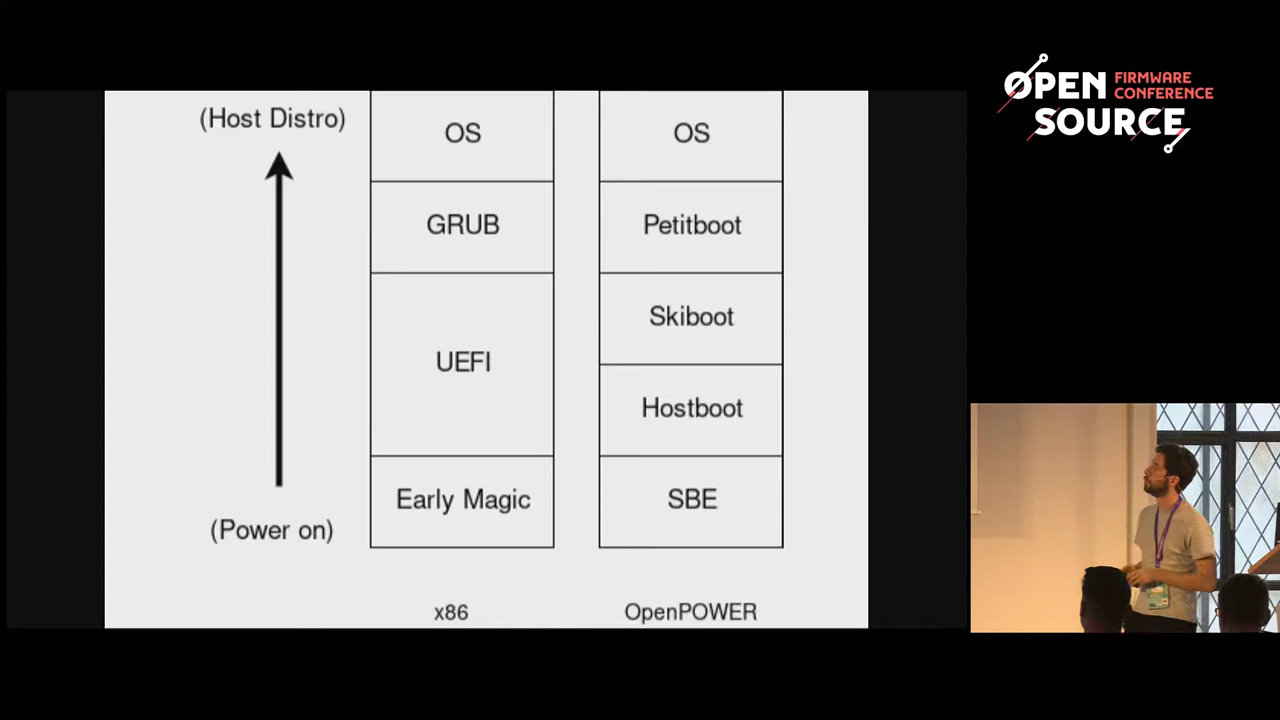 (Host Distro)
OS
OS
GRUB
Petitboot
Skiboot
UEFI
Hostboot
Early Magic
SBE
(Power on)
x86
OpenPOWER
OPEN FIRMWARE
CONFERENCE
SOURCE